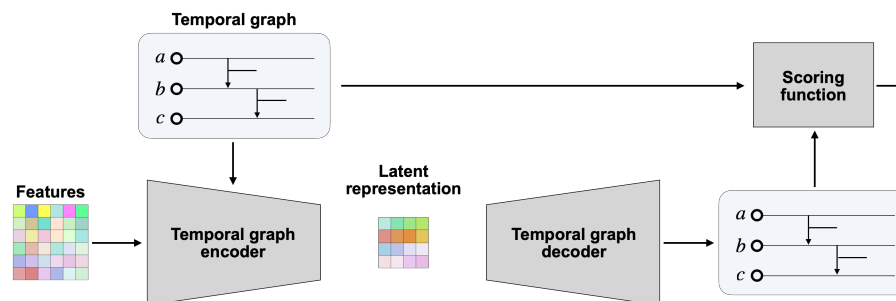 Temporal graph
a
b
c
Scoring
function
Features
Latent
representation
Temporal graph
encoder
Temporal graph
decoder
a
b
c